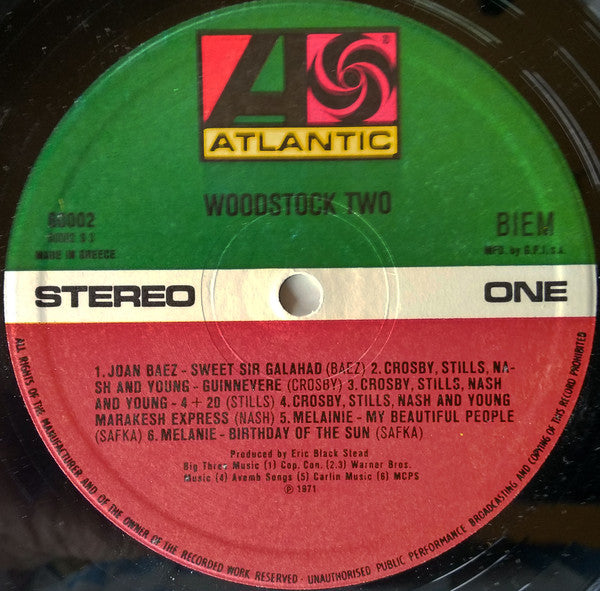 ATLANTIC
WOODSTOCK TWO
60002
BIEM
MADE IN GREECE
MFD. by G.P.I. s.a.
STEREO
ONE
1. JOAN BAEZ - SWEET SIR GALAHAD (BAEZ) 2. CROSBY, STILLS, NA-
SH AND YOUNG - GUINNEVERE (CROSBY) 3. CROSBY, STILLS, NASH
AND YOUNG - 4 + 20 (STILLS) 4. CROSBY, STILLS, NASH AND YOUNG
MARAKESH EXPRESS (NASH) 5. MELAINIE - MY BEAUTIFUL PEOPLE
(SAFKA) 6. MELANIE - BIRTHDAY OF THE SUN (SAFKA)
Produced by Eric Black Stead
Big Three Music (1) Cop. Con. (2.3) Warner Bros.
Music (4) Avemb Songs (5) Carlin Music (6) MCPS
℗ 1971
ALL RIGHTS OF THE MANUFACTURER AND OF THE OWNER OF THE RECORDED WORK RESERVED - UNAUTHORISED PUBLIC PERFORMANCE BROADCASTING AND COPYING OF THIS RECORD PROHIBITED